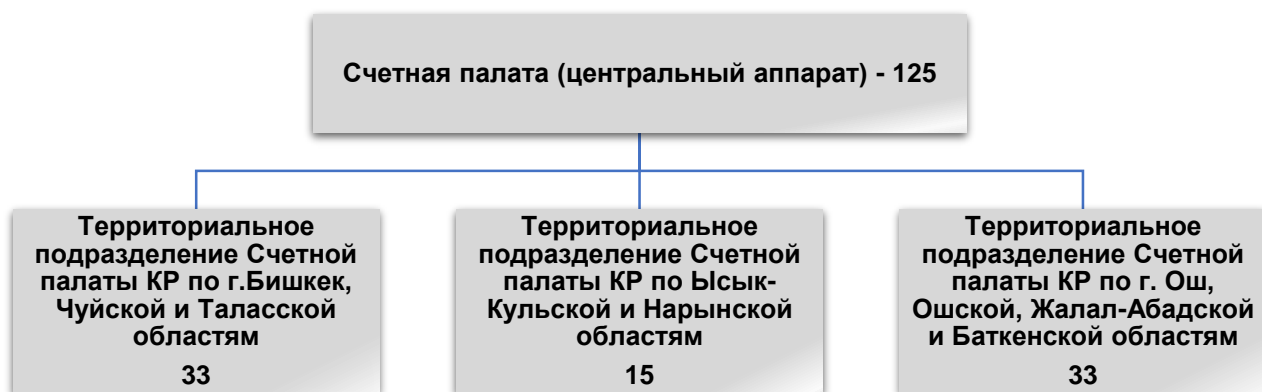 Счетная палата (центральный аппарат) - 125
Территориальное
подразделение Счетной
палаты КР по г.Бишкек,
Чуйской и Таласской
областям
33
Территориальное
подразделение Счетной
палаты КР по Ысык-
Кульской и Нарынской
областям
15
Территориальное
подразделение Счетной
палаты КР по г. Ош,
Ошской, Жалал-Абадской
и Баткенской областям
33